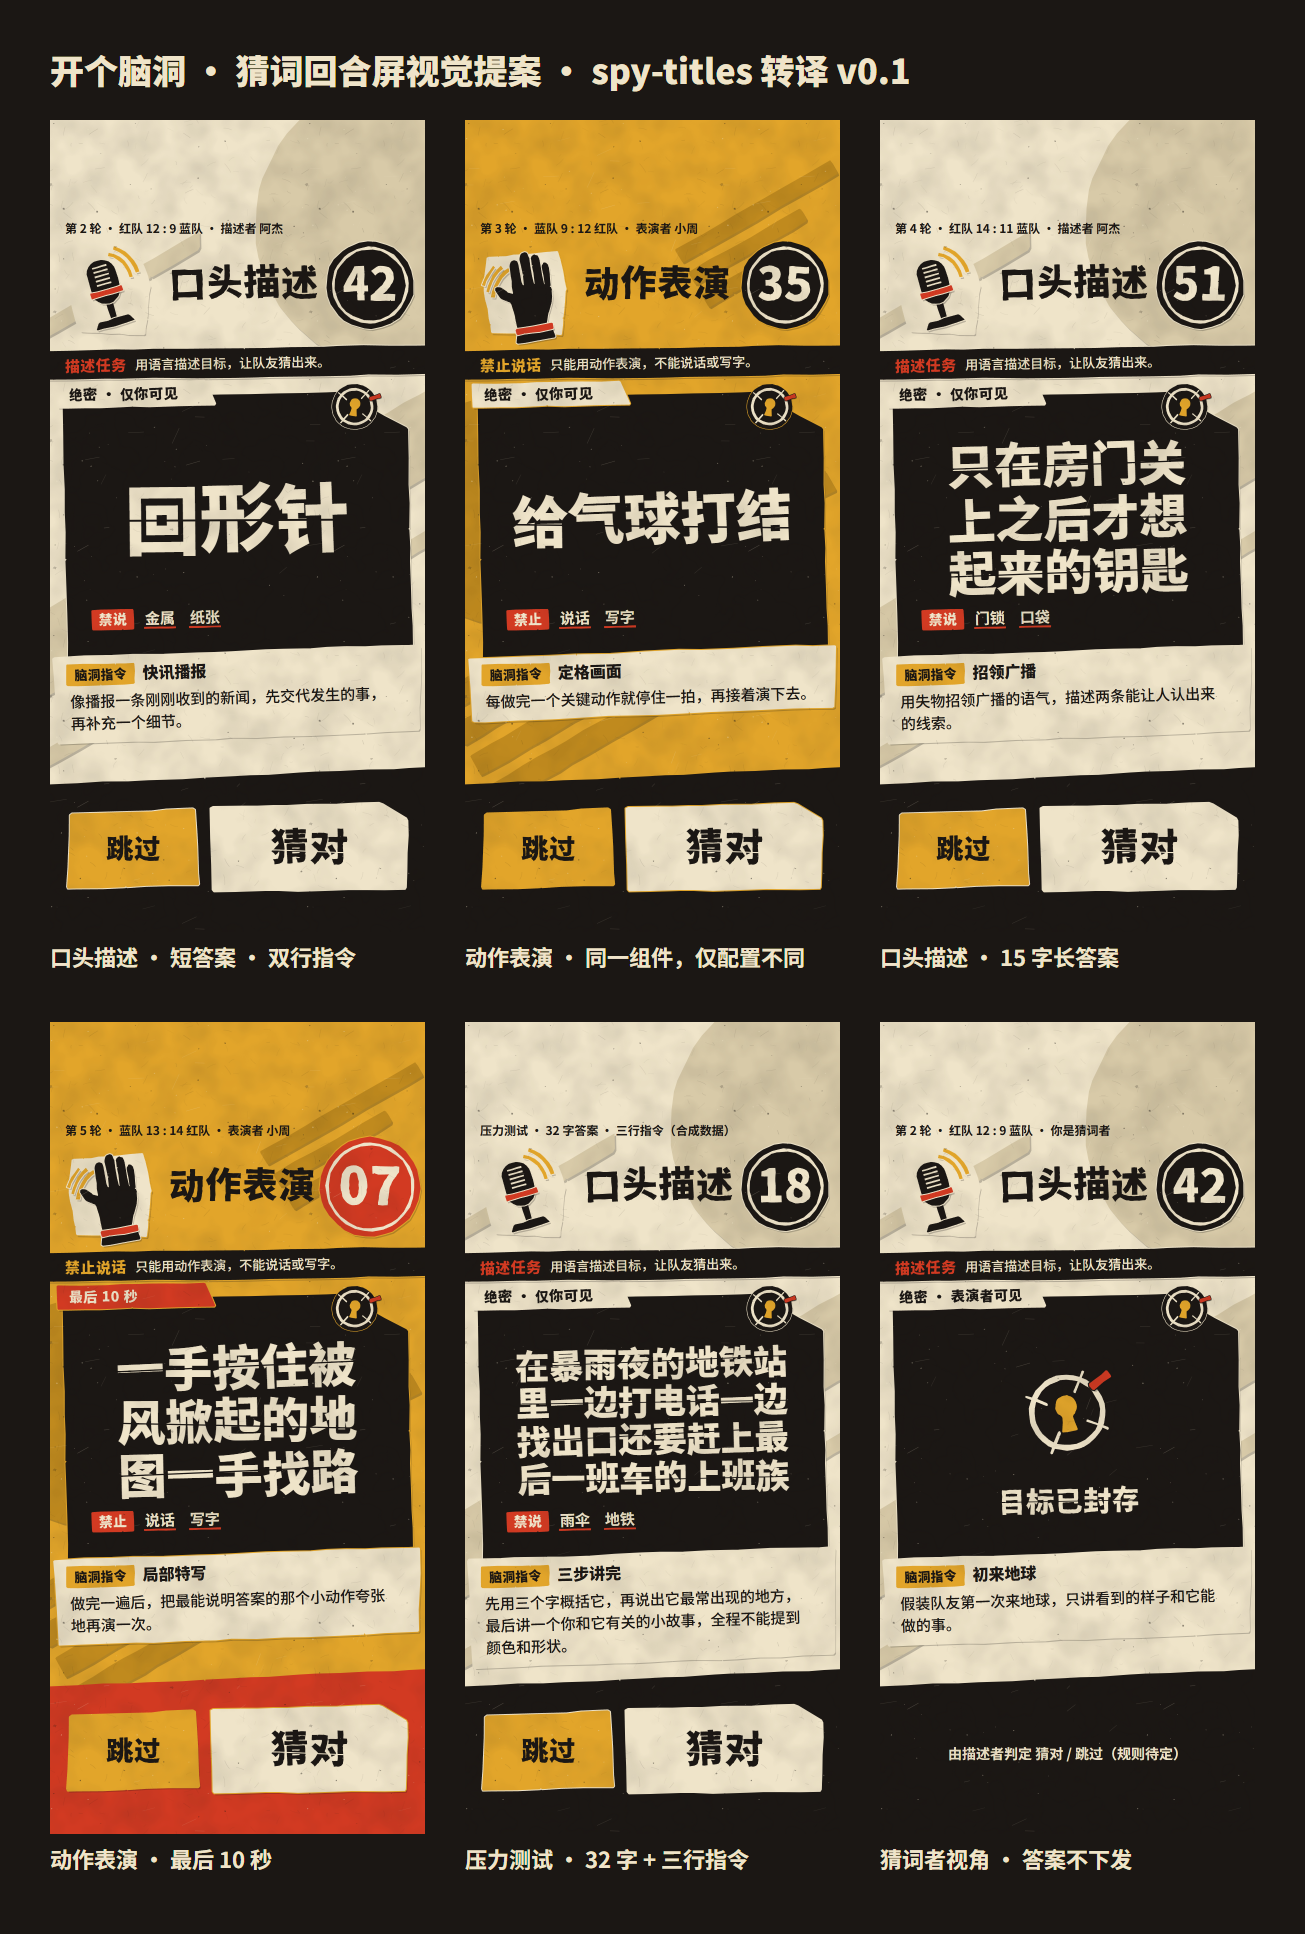 开个脑洞 · 猜词回合屏视觉提案 · spy-titles 转译 v0.1
第 2 轮 · 红队 12 : 9 蓝队 · 描述者 阿杰
口头描述 42
描述任务 用语言描述目标，让队友猜出来。
绝密 · 仅你可见
回形针
禁说 金属 纸张
脑洞指令 快讯播报
像播报一条刚刚收到的新闻，先交代发生的事，
再补充一个细节。
跳过 猜对
口头描述 · 短答案 · 双行指令
第 3 轮 · 蓝队 9 : 12 红队 · 表演者 小周
动作表演 35
禁止说话 只能用动作表演，不能说话或写字。
绝密 · 仅你可见
给气球打结
禁止 说话 写字
脑洞指令 定格画面
每做完一个关键动作就停住一拍，再接着演下去。
跳过 猜对
动作表演 · 同一组件，仅配置不同
第 4 轮 · 红队 14 : 11 蓝队 · 描述者 阿杰
口头描述 51
描述任务 用语言描述目标，让队友猜出来。
绝密 · 仅你可见
只在房门关
上之后才想
起来的钥匙
禁说 门锁 口袋
脑洞指令 招领广播
用失物招领广播的语气，描述两条能让人认出来
的线索。
跳过 猜对
口头描述 · 15 字长答案
第 5 轮 · 蓝队 13 : 14 红队 · 表演者 小周
动作表演 07
禁止说话 只能用动作表演，不能说话或写字。
最后 10 秒
一手按住被
风掀起的地
图一手找路
禁止 说话 写字
脑洞指令 局部特写
做完一遍后，把最能说明答案的那个小动作夸张
地再演一次。
跳过 猜对
动作表演 · 最后 10 秒
压力测试 · 32 字答案 · 三行指令（合成数据）
口头描述 18
描述任务 用语言描述目标，让队友猜出来。
绝密 · 仅你可见
在暴雨夜的地铁站
里一边打电话一边
找出口还要赶上最
后一班车的上班族
禁说 雨伞 地铁
脑洞指令 三步讲完
先用三个字概括它，再说出它最常出现的地方，
最后讲一个你和它有关的小故事，全程不能提到
颜色和形状。
跳过 猜对
压力测试 · 32 字 + 三行指令
第 2 轮 · 红队 12 : 9 蓝队 · 你是猜词者
口头描述 42
描述任务 用语言描述目标，让队友猜出来。
绝密 · 表演者可见
目标已封存
脑洞指令 初来地球
假装队友第一次来地球，只讲看到的样子和它能
做的事。
由描述者判定 猜对 / 跳过（规则待定）
猜词者视角 · 答案不下发